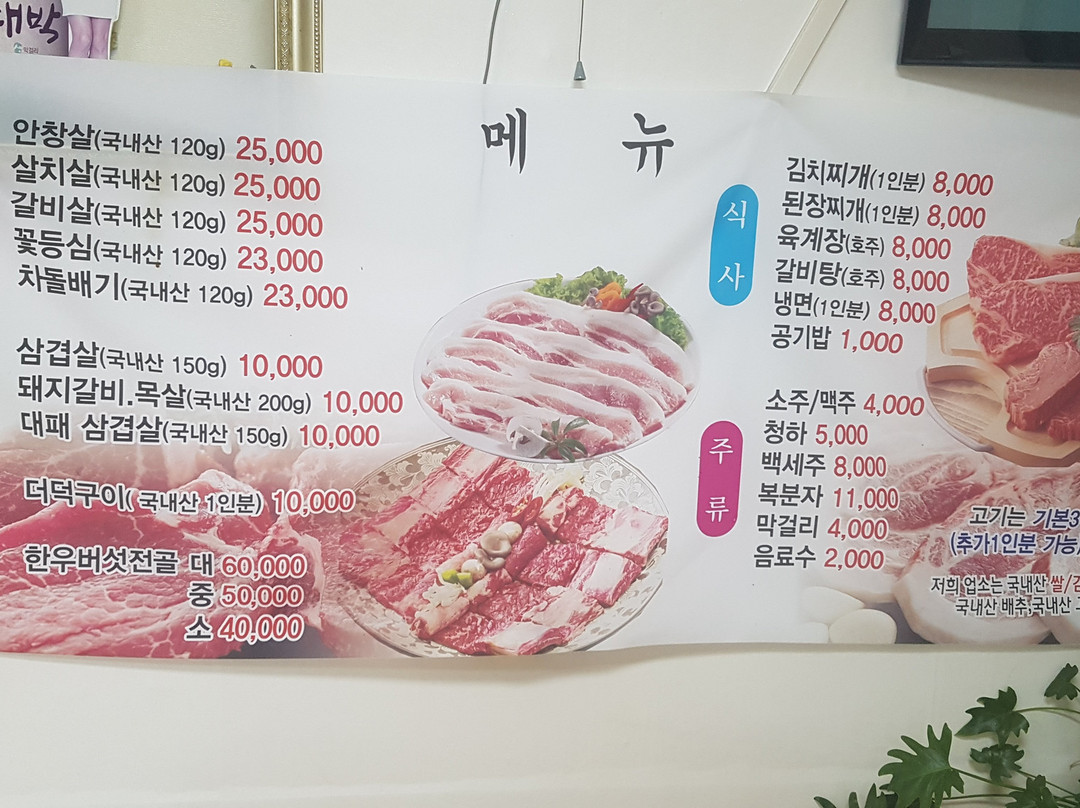 대박
막걸리
메 뉴
안창살(국내산 120g) 25,000
살치살(국내산 120g) 25,000
갈비살(국내산 120g) 25,000
꽃등심(국내산 120g) 23,000
차돌배기(국내산 120g) 23,000
삼겹살(국내산 150g) 10,000
돼지갈비.목살(국내산 200g) 10,000
대패 삼겹살(국내산 150g) 10,000
더덕구이( 국내산 1인분) 10,000
한우버섯전골 대 60,000
중 50,000
소 40,000
식사
김치찌개(1인분) 8,000
된장찌개(1인분) 8,000
육계장(호주) 8,000
갈비탕(호주) 8,000
냉면(1인분) 8,000
공기밥 1,000
주류
소주/맥주 4,000
청하 5,000
백세주 8,000
복분자 11,000
막걸리 4,000
음료수 2,000
고기는 기본3
(추가1인분 가능
저희 업소는 국내산 쌀/
국내산 배추,국내산